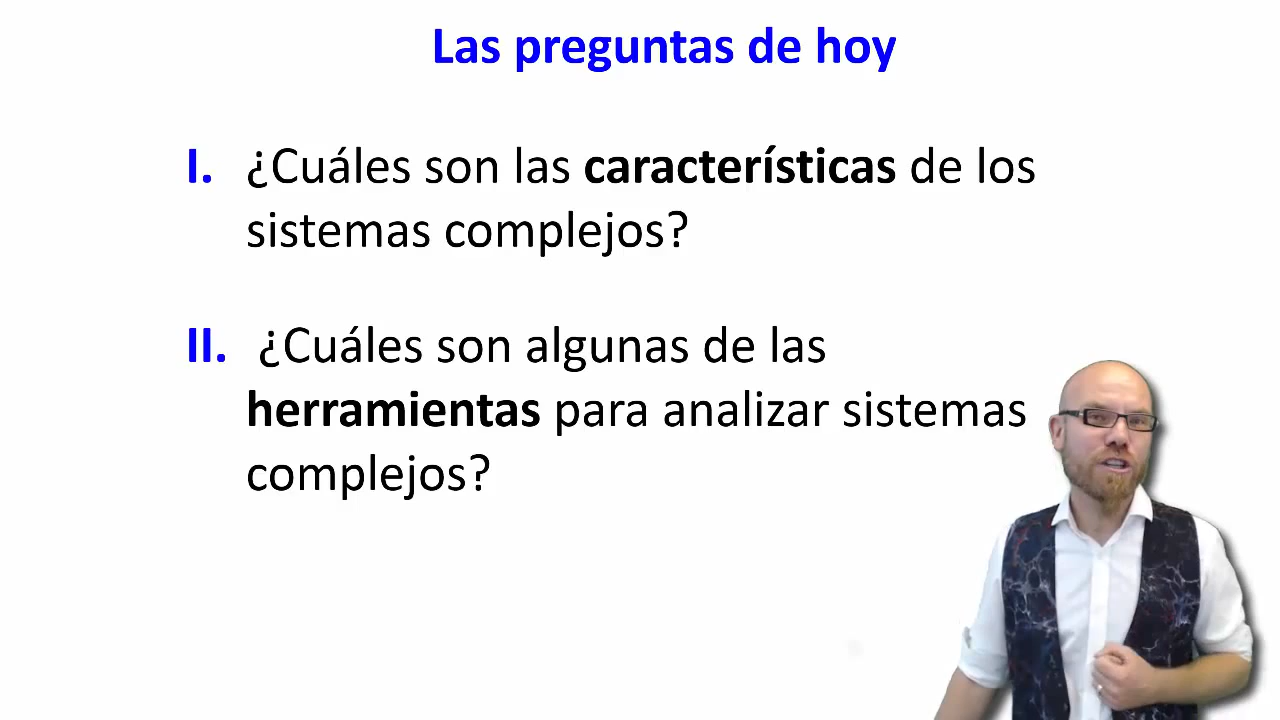 Las preguntas de hoy
I. ¿Cuáles son las características de los
sistemas complejos?
II. ¿Cuáles son algunas de las
herramientas para analizar sistemas
complejos?